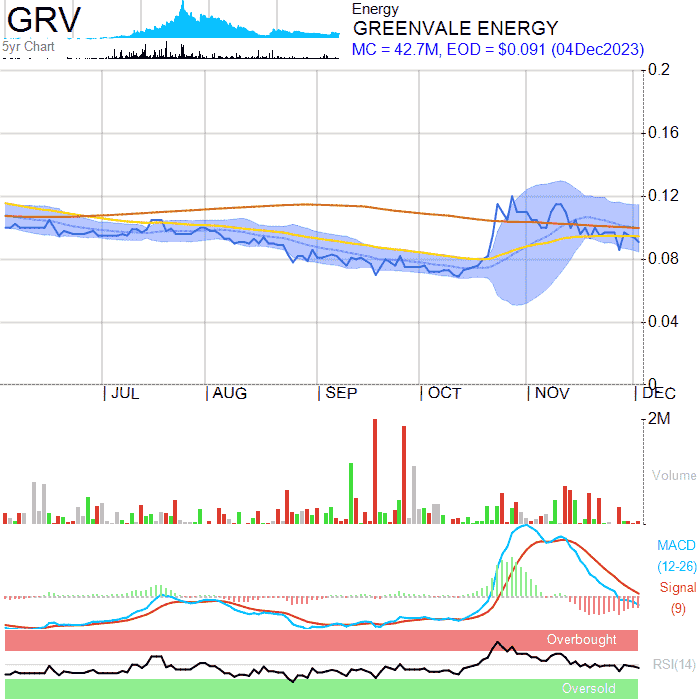 GRV
5yr Chart
Energy
GREENVALE ENERGY
MC = 42.7M, EOD = $0.091 (04Dec2023)
0.2
0.16
0.12
0.08
0.04
0
JUL AUG SEP OCT NOV DEC
2M
Volume
MACD
(12-26)
Signal
(9)
Overbought
RSI(14)
Oversold